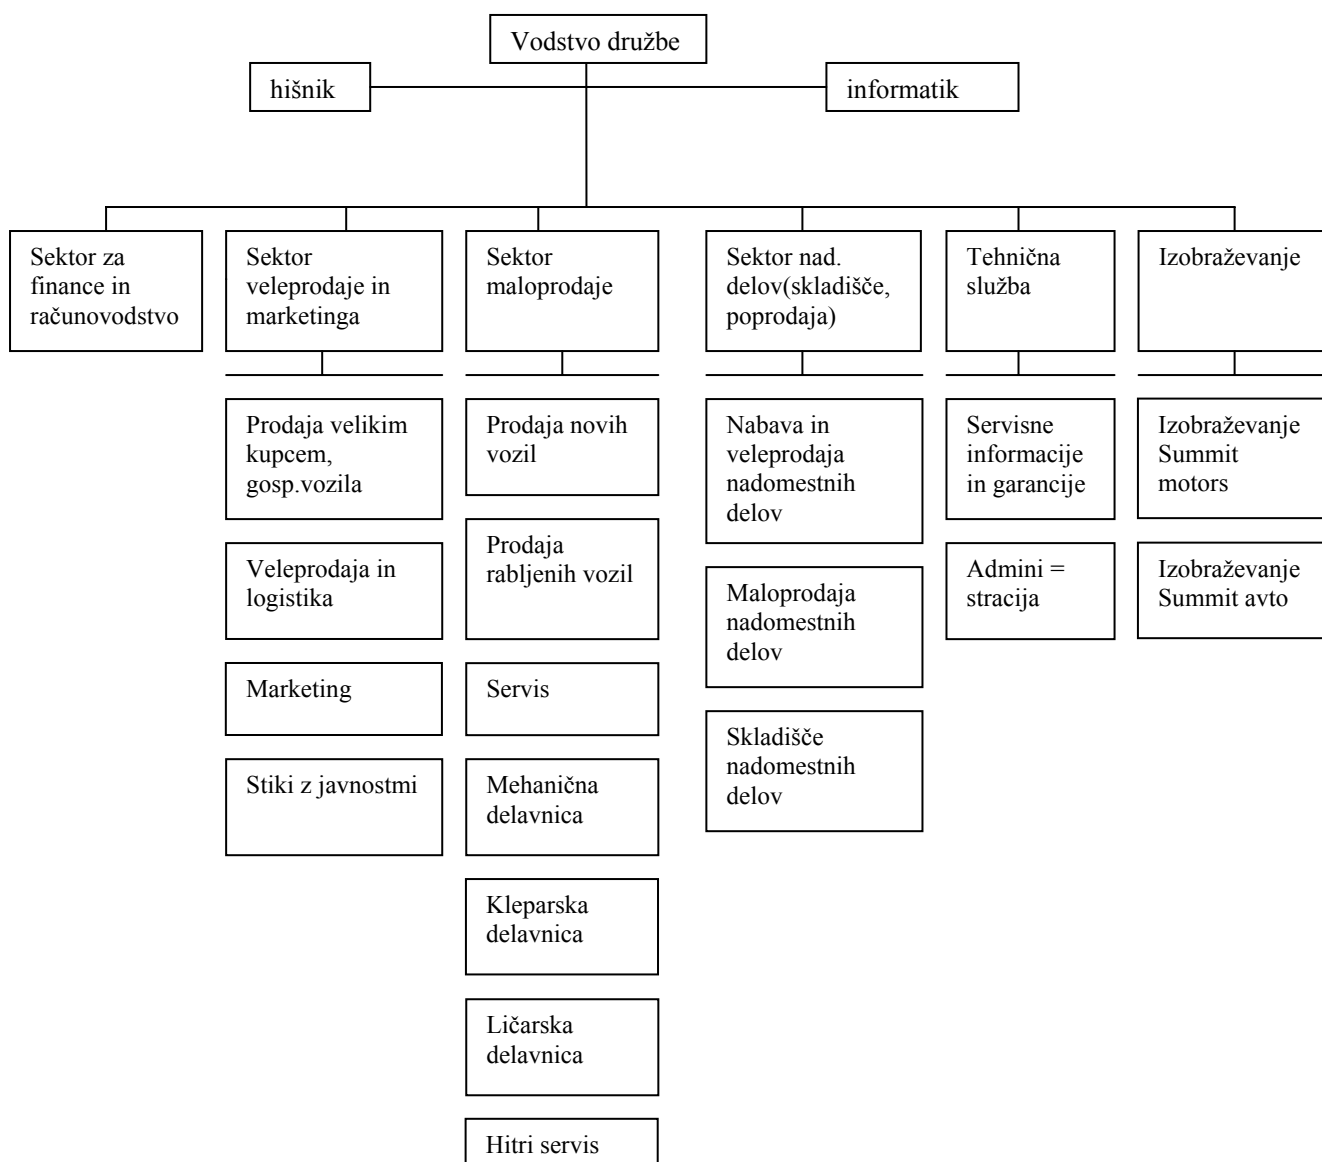 Vodstvo družbe
hišnik
informatik
Sektor za
finance in
računovodstvo
Sektor
veleprodaje in
marketinga
Sektor
maloprodaje
Sektor nad.
delov(skladišče,
poprodaja)
Tehnična
služba
Izobraževanje
Prodaja velikim
kupcem,
gosp.vozila
Veleprodaja in
logistika
Marketing
Stiki z javnostmi
Prodaja novih
vozil
Prodaja
rabljenih vozil
Servis
Mehanična
delavnica
Kleparska
delavnica
Ličarska
delavnica
Hitri servis
Nabava in
veleprodaja
nadomestnih
delov
Maloprodaja
nadomestnih
delov
Skladišče
nadomestnih
delov
Servisne
informacije
in garancije
Admini =
stracija
Izobraževanje
Summit
motors
Izobraževanje
Summit avto